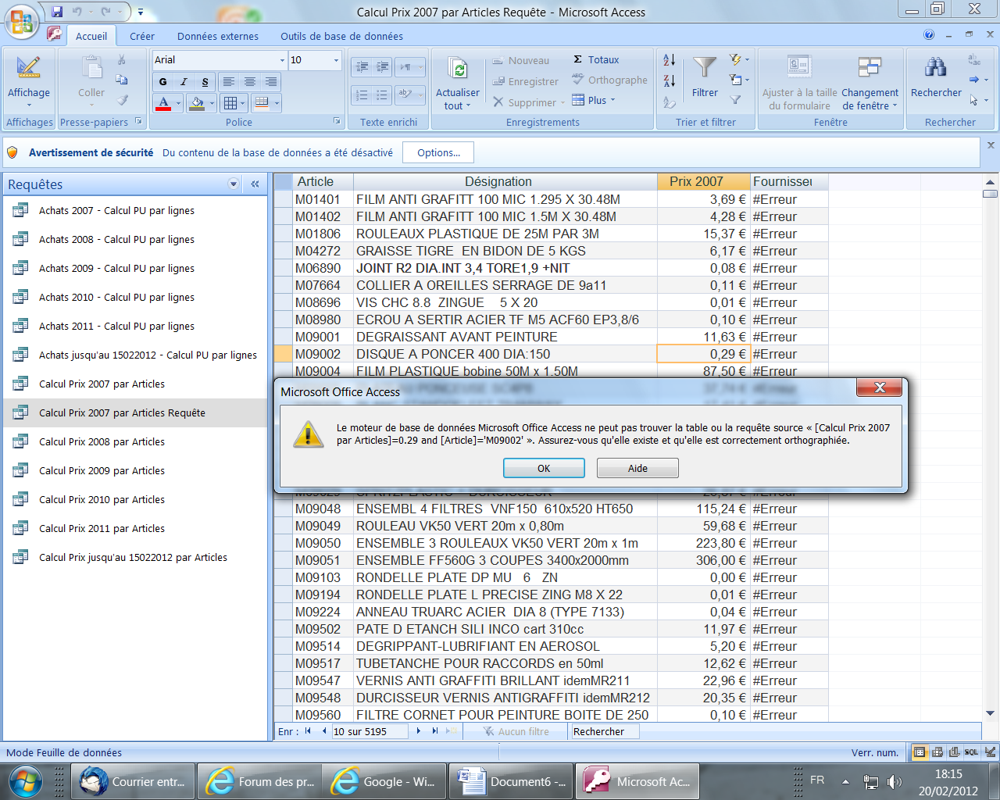 Calcul Prix 2007 par Articles Requête - Microsoft Access
Accueil
Créer
Données externes
Outils de base de données
Affichage
Coller
Arial
10
G I S
A
Actualiser tout
Nouveau
Enregistrer
Supprimer
Σ Totaux
Orthographe
Plus
Filtrer
Ajuster à la taille du formulaire
Changement de fenêtre
Rechercher
Affichages
Presse-papiers
Police
Texte enrichi
Enregistrements
Trier et filtrer
Fenêtre
Rechercher
Avertissement de sécurité Du contenu de la base de données a été désactivé
Options...
Requêtes
Achats 2007 - Calcul PU par lignes
Achats 2008 - Calcul PU par lignes
Achats 2009 - Calcul PU par lignes
Achats 2010 - Calcul PU par lignes
Achats 2011 - Calcul PU par lignes
Achats jusqu'au 15022012 - Calcul PU par lignes
Calcul Prix 2007 par Articles
Calcul Prix 2007 par Articles Requête
Calcul Prix 2008 par Articles
Calcul Prix 2009 par Articles
Calcul Prix 2010 par Articles
Calcul Prix 2011 par Articles
Calcul Prix jusqu'au 15022012 par Articles
Article Désignation Prix 2007 Fournisseu
M01401 FILM ANTI GRAFITT 100 MIC 1.295 X 30.48M 3,69 € #Erreur
M01402 FILM ANTI GRAFITT 100 MIC 1.5M X 30.48M 4,28 € #Erreur
M01806 ROULEAUX PLASTIQUE DE 25M PAR 3M 15,37 € #Erreur
M04272 GRAISSE TIGRE EN BIDON DE 5 KGS 6,17 € #Erreur
M06890 JOINT R2 DIA.INT 3,4 TORE1,9 +NIT 0,08 € #Erreur
M07664 COLLIER A OREILLES SERRAGE DE 9a11 0,11 € #Erreur
M08696 VIS CHC 8.8 ZINGUE 5 X 20 0,01 € #Erreur
M08980 ECROU A SERTIR ACIER TF M5 ACF60 EP3,8/6 0,10 € #Erreur
M09001 DEGRAISSANT AVANT PEINTURE 11,63 € #Erreur
M09002 DISQUE A PONCER 400 DIA:150 0,29 € #Erreur
M09004 FILM PLASTIQUE bobine 50M x 1.50M 87,50 € #Erreur
Microsoft Office Access
Le moteur de base de données Microsoft Office Access ne peut pas trouver la table ou la requête source « [Calcul Prix 2007
par Articles]=0.29 and [Article]='M09002' ». Assurez-vous qu'elle existe et qu'elle est correctement orthographiée.
OK
Aide
M09048 ENSEMBL 4 FILTRES VNF150 610x520 HT650 115,24 € #Erreur
M09049 ROULEAU VK50 VERT 20m x 0,80m 59,68 € #Erreur
M09050 ENSEMBLE 3 ROULEAUX VK50 VERT 20m x 1m 223,80 € #Erreur
M09051 ENSEMBLE FF560G 3 COUPES 3400x2000mm 306,00 € #Erreur
M09103 RONDELLE PLATE DP MU 6 ZN 0,00 € #Erreur
M09194 RONDELLE PLATE L PRECISE ZING M8 X 22 0,01 € #Erreur
M09224 ANNEAU TRUARC ACIER DIA 8 (TYPE 7133) 0,04 € #Erreur
M09502 PATE D ETANCH SILI INCO cart 310cc 11,97 € #Erreur
M09514 DEGRIPPANT-LUBRIFIANT EN AEROSOL 5,20 € #Erreur
M09517 TUBETANCHE POUR RACCORDS en 50ml 12,62 € #Erreur
M09547 VERNIS ANTI GRAFFITI BRILLANT idemMR211 22,96 € #Erreur
M09548 DURCISSEUR VERNIS ANTIGRAFFITI idemMR212 20,35 € #Erreur
M09560 FILTRE CORNET POUR PEINTURE BOITE DE 250 0,10 € #Erreur
Enr : 10 sur 5195 Aucun filtre Rechercher
Mode Feuille de données
Verr. num.
SQL
Courrier entr...
Forum des pr...
Google - Wi...
Document6 -...
Microsoft Ac...
FR
18:15
20/02/2012